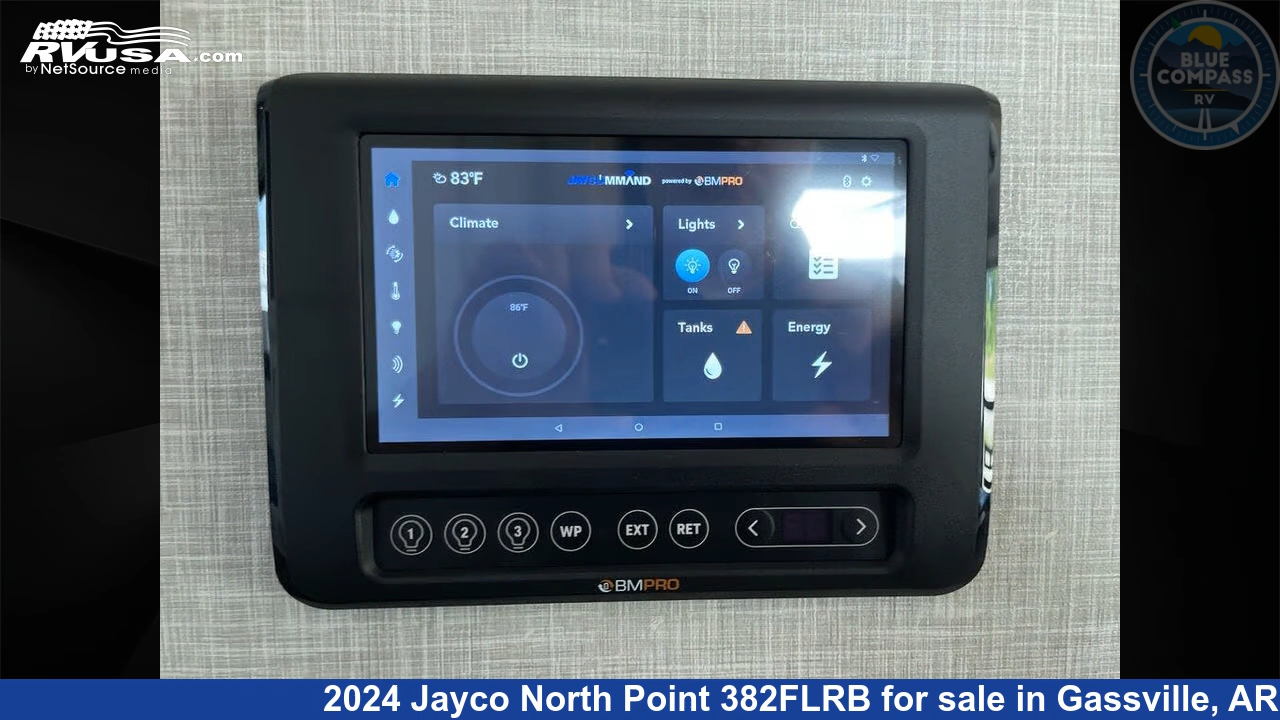 RVUSA.com
by NetSource media
BLUE
COMPASS
RV
83°F
JAYCOMMAND powered by BMPRO
Climate
Lights
86°F
ON
OFF
Tanks
Energy
1
2
3
WP
EXT
RET
BMPRO
2024 Jayco North Point 382FLRB for sale in Gassville, AR